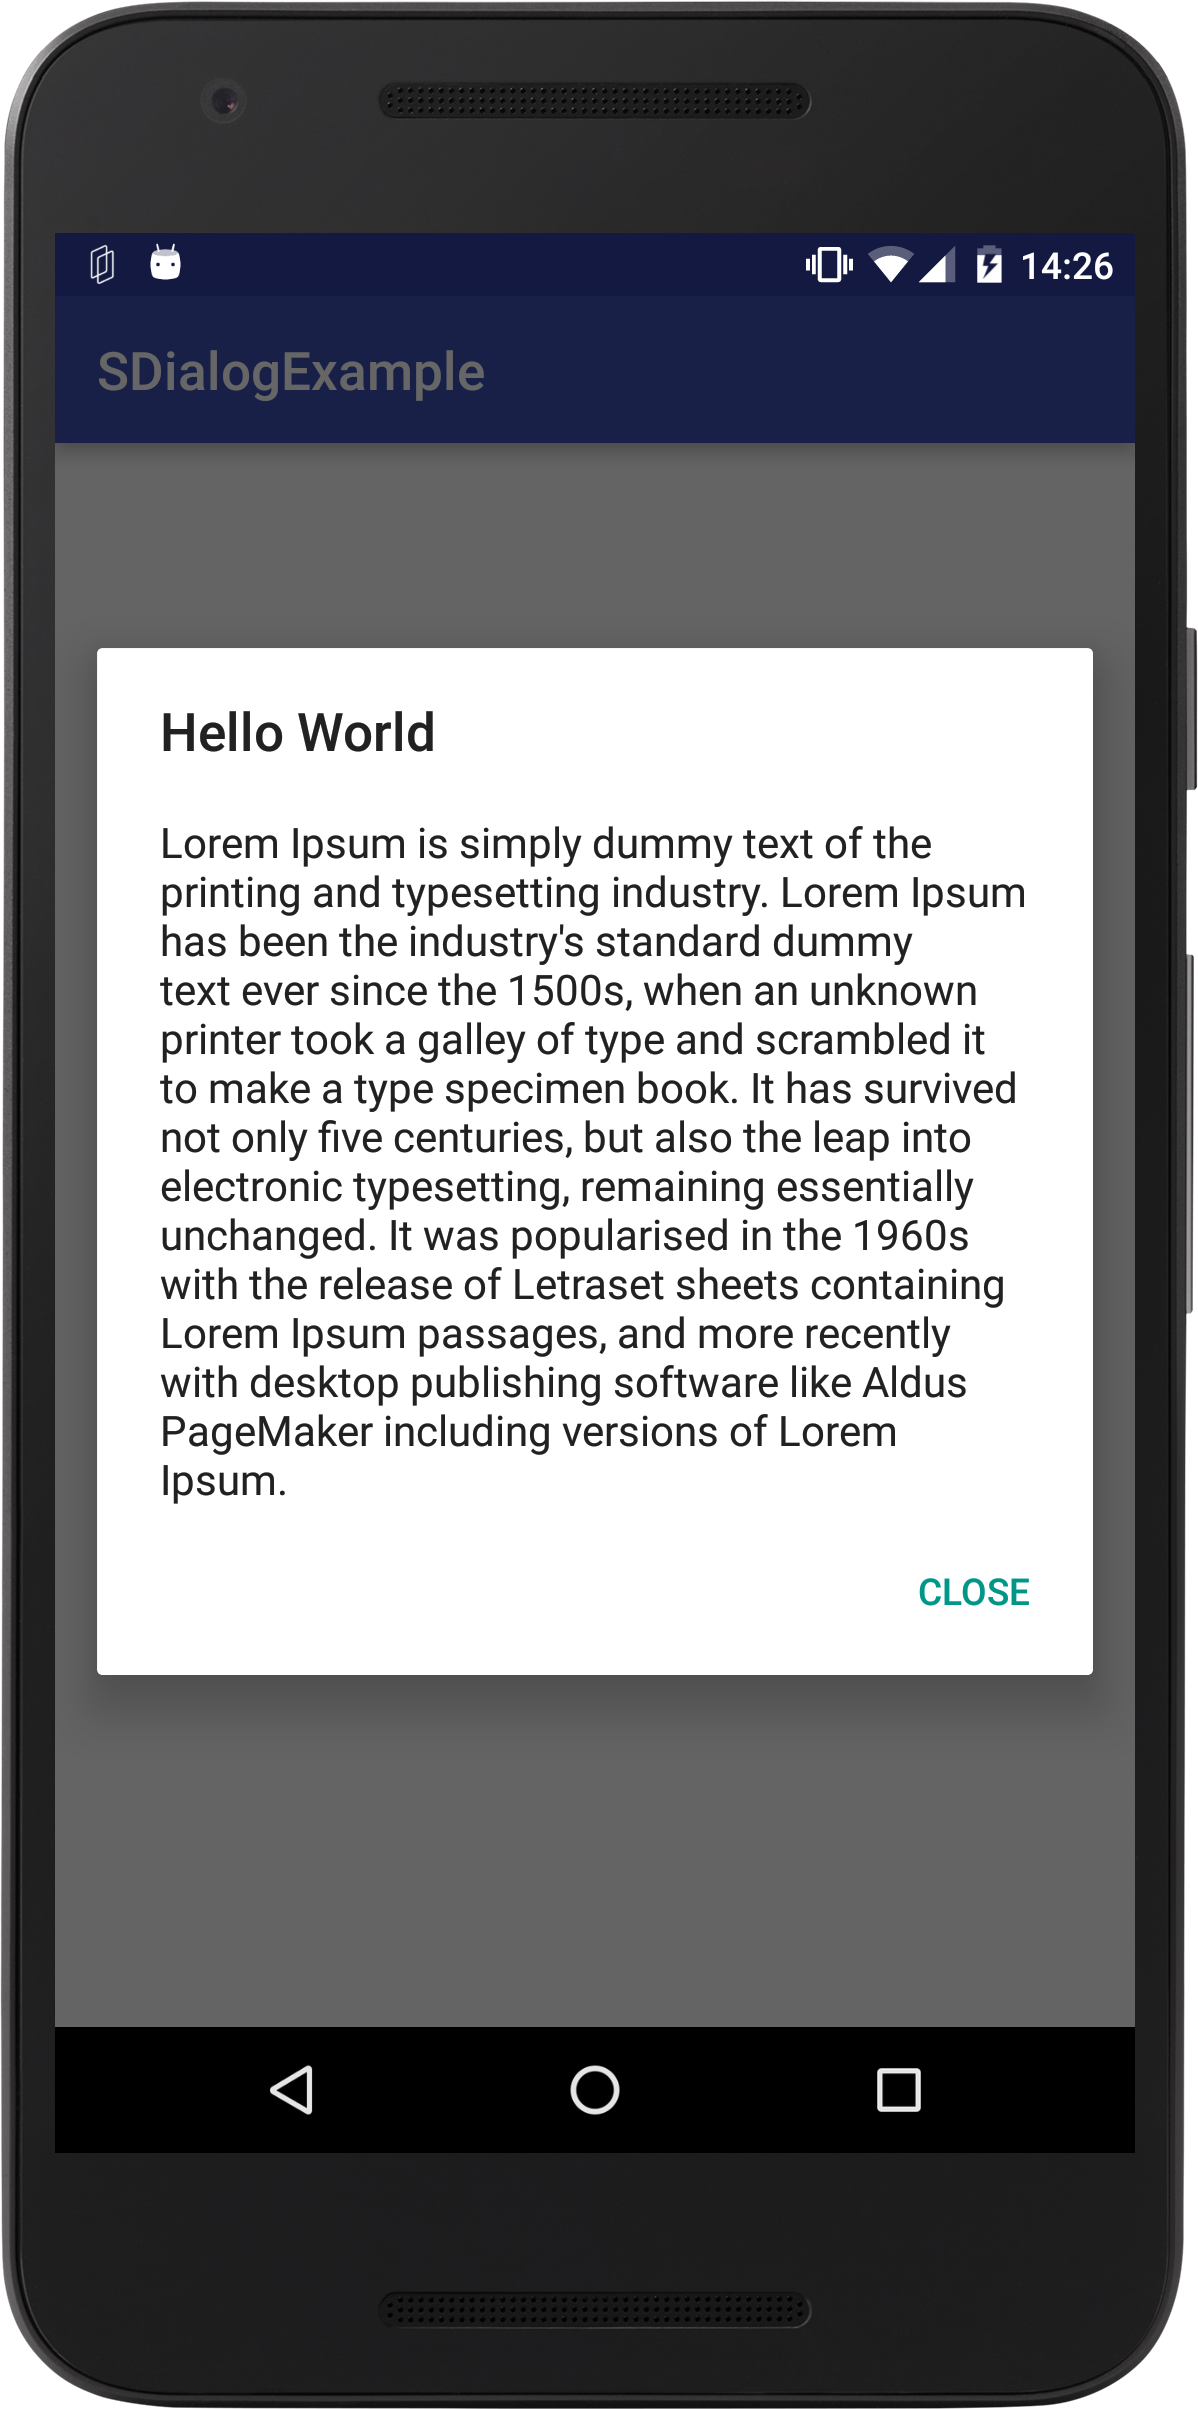 14:26
SDialogExample
Hello World
Lorem Ipsum is simply dummy text of the
printing and typesetting industry. Lorem Ipsum
has been the industry's standard dummy
text ever since the 1500s, when an unknown
printer took a galley of type and scrambled it
to make a type specimen book. It has survived
not only five centuries, but also the leap into
electronic typesetting, remaining essentially
unchanged. It was popularised in the 1960s
with the release of Letraset sheets containing
Lorem Ipsum passages, and more recently
with desktop publishing software like Aldus
PageMaker including versions of Lorem
Ipsum.
CLOSE